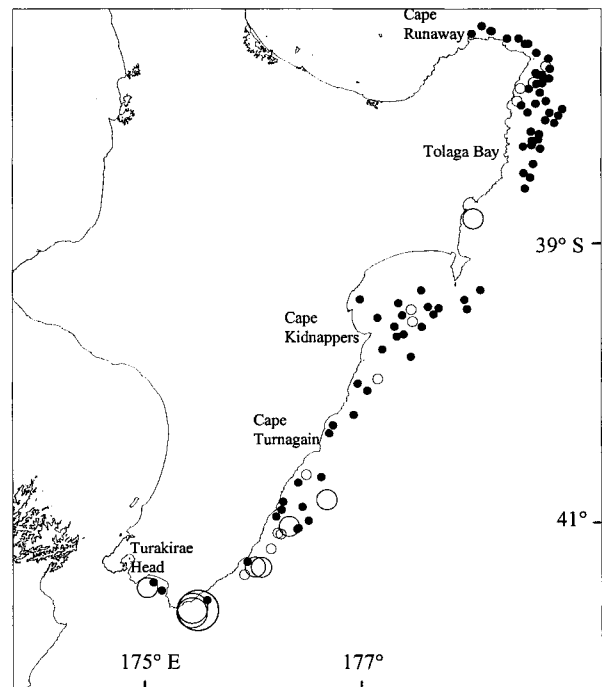 Cape
Runaway
Tolaga Bay
39° S
Cape
Kidnappers
Cape
Turnagain
41°
Turakirae
Head
175° E
177°